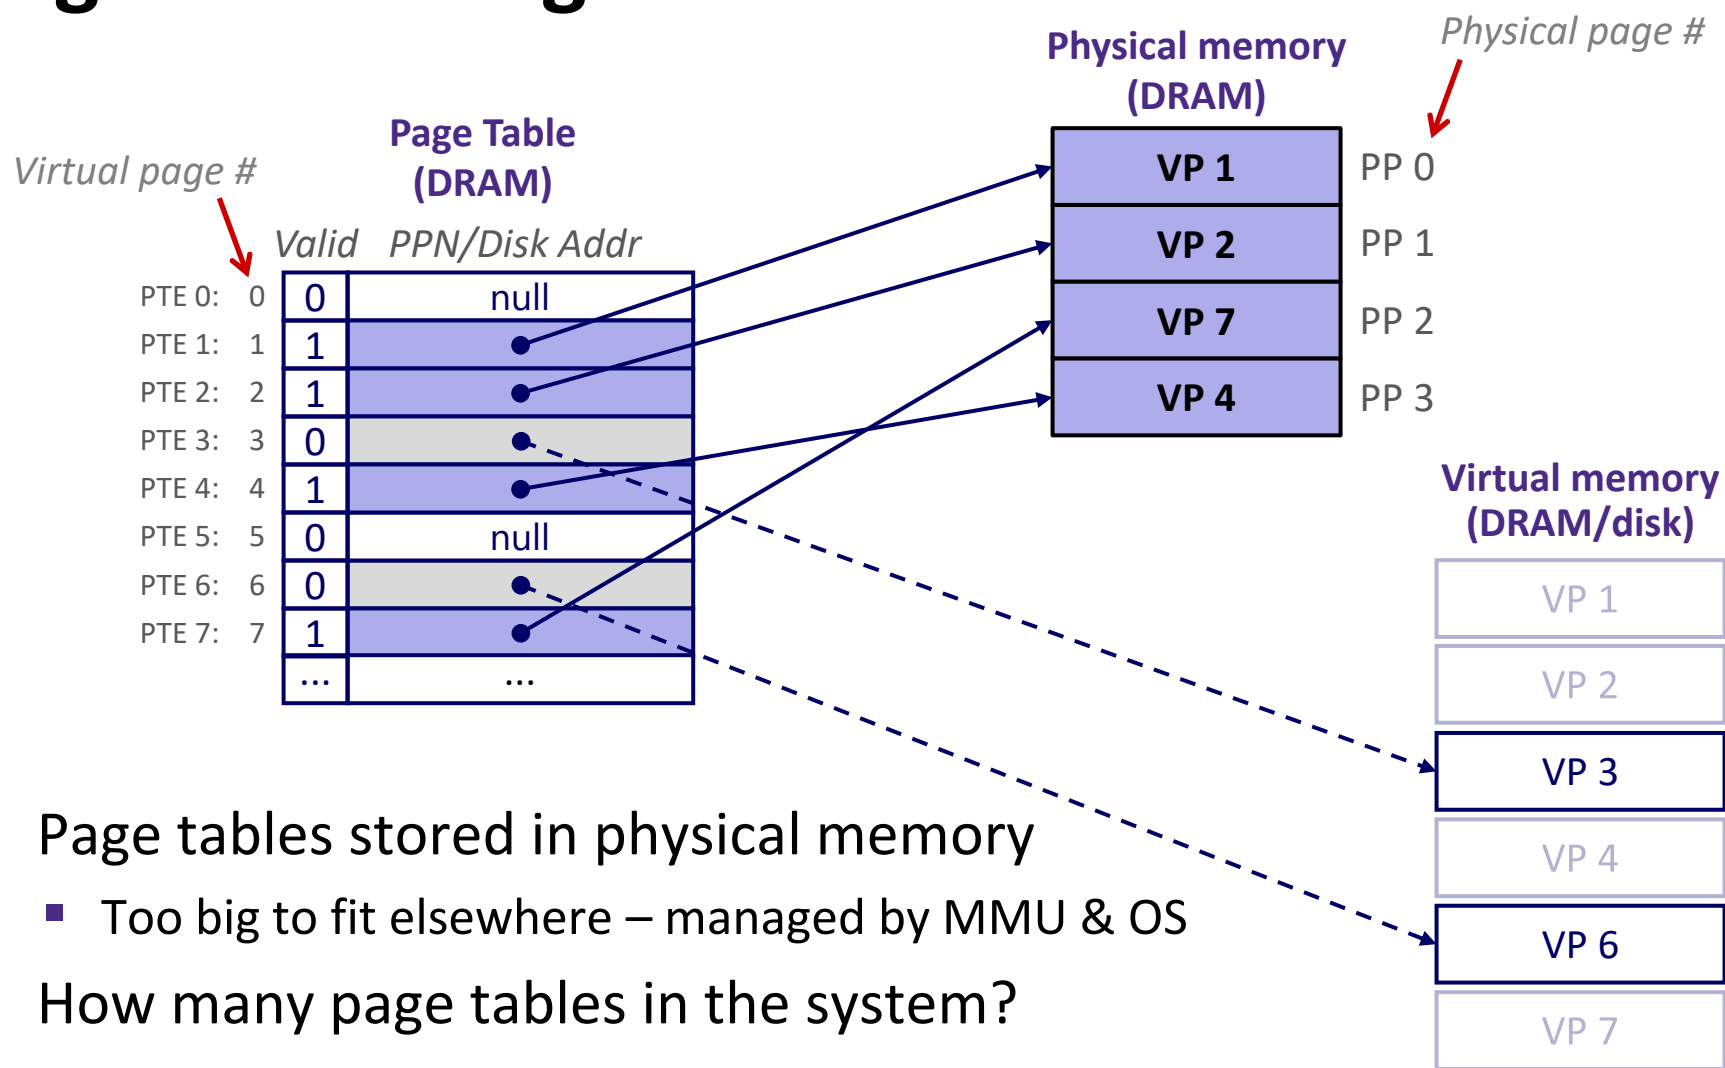 Physical page #
Physical memory
(DRAM)
Page Table
(DRAM)
Virtual page #
Valid PPN/Disk Addr
PTE 0: 0 0 null
PTE 1: 1 1
PTE 2: 2 1
PTE 3: 3 0
PTE 4: 4 1
PTE 5: 5 0 null
PTE 6: 6 0
PTE 7: 7 1
... ...
VP 1 PP 0
VP 2 PP 1
VP 7 PP 2
VP 4 PP 3
Virtual memory
(DRAM/disk)
VP 1
VP 2
VP 3
VP 4
VP 6
VP 7
Page tables stored in physical memory
▪ Too big to fit elsewhere – managed by MMU & OS
How many page tables in the system?